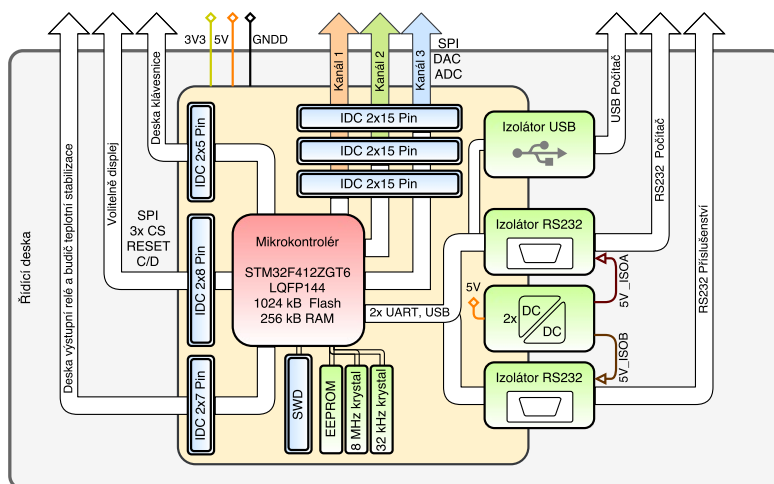 3V3
5V
GNDD
Kanál 1
Kanál 2
Kanál 3
SPI
DAC
ADC
Deska klávesnice
Volitelně displej
Deska výstupní relé a budič teplotní stabilizace
Řídicí deska
SPI
3x CS
RESET
C/D
IDC 2x5 Pin
IDC 2x8 Pin
IDC 2x7 Pin
IDC 2x15 Pin
IDC 2x15 Pin
IDC 2x15 Pin
Mikrokontrolér
STM32F412ZGT6
LQFP144
1024 kB Flash
256 kB RAM
2x UART, USB
SWD
EEPROM
8 MHz krystal
32 kHz krystal
Izolátor USB
Izolátor RS232
5V
2x
DC
DC
Izolátor RS232
5V_ISOA
5V_ISOB
USB Počítač
RS232 Počítač
RS232 Příslušenství